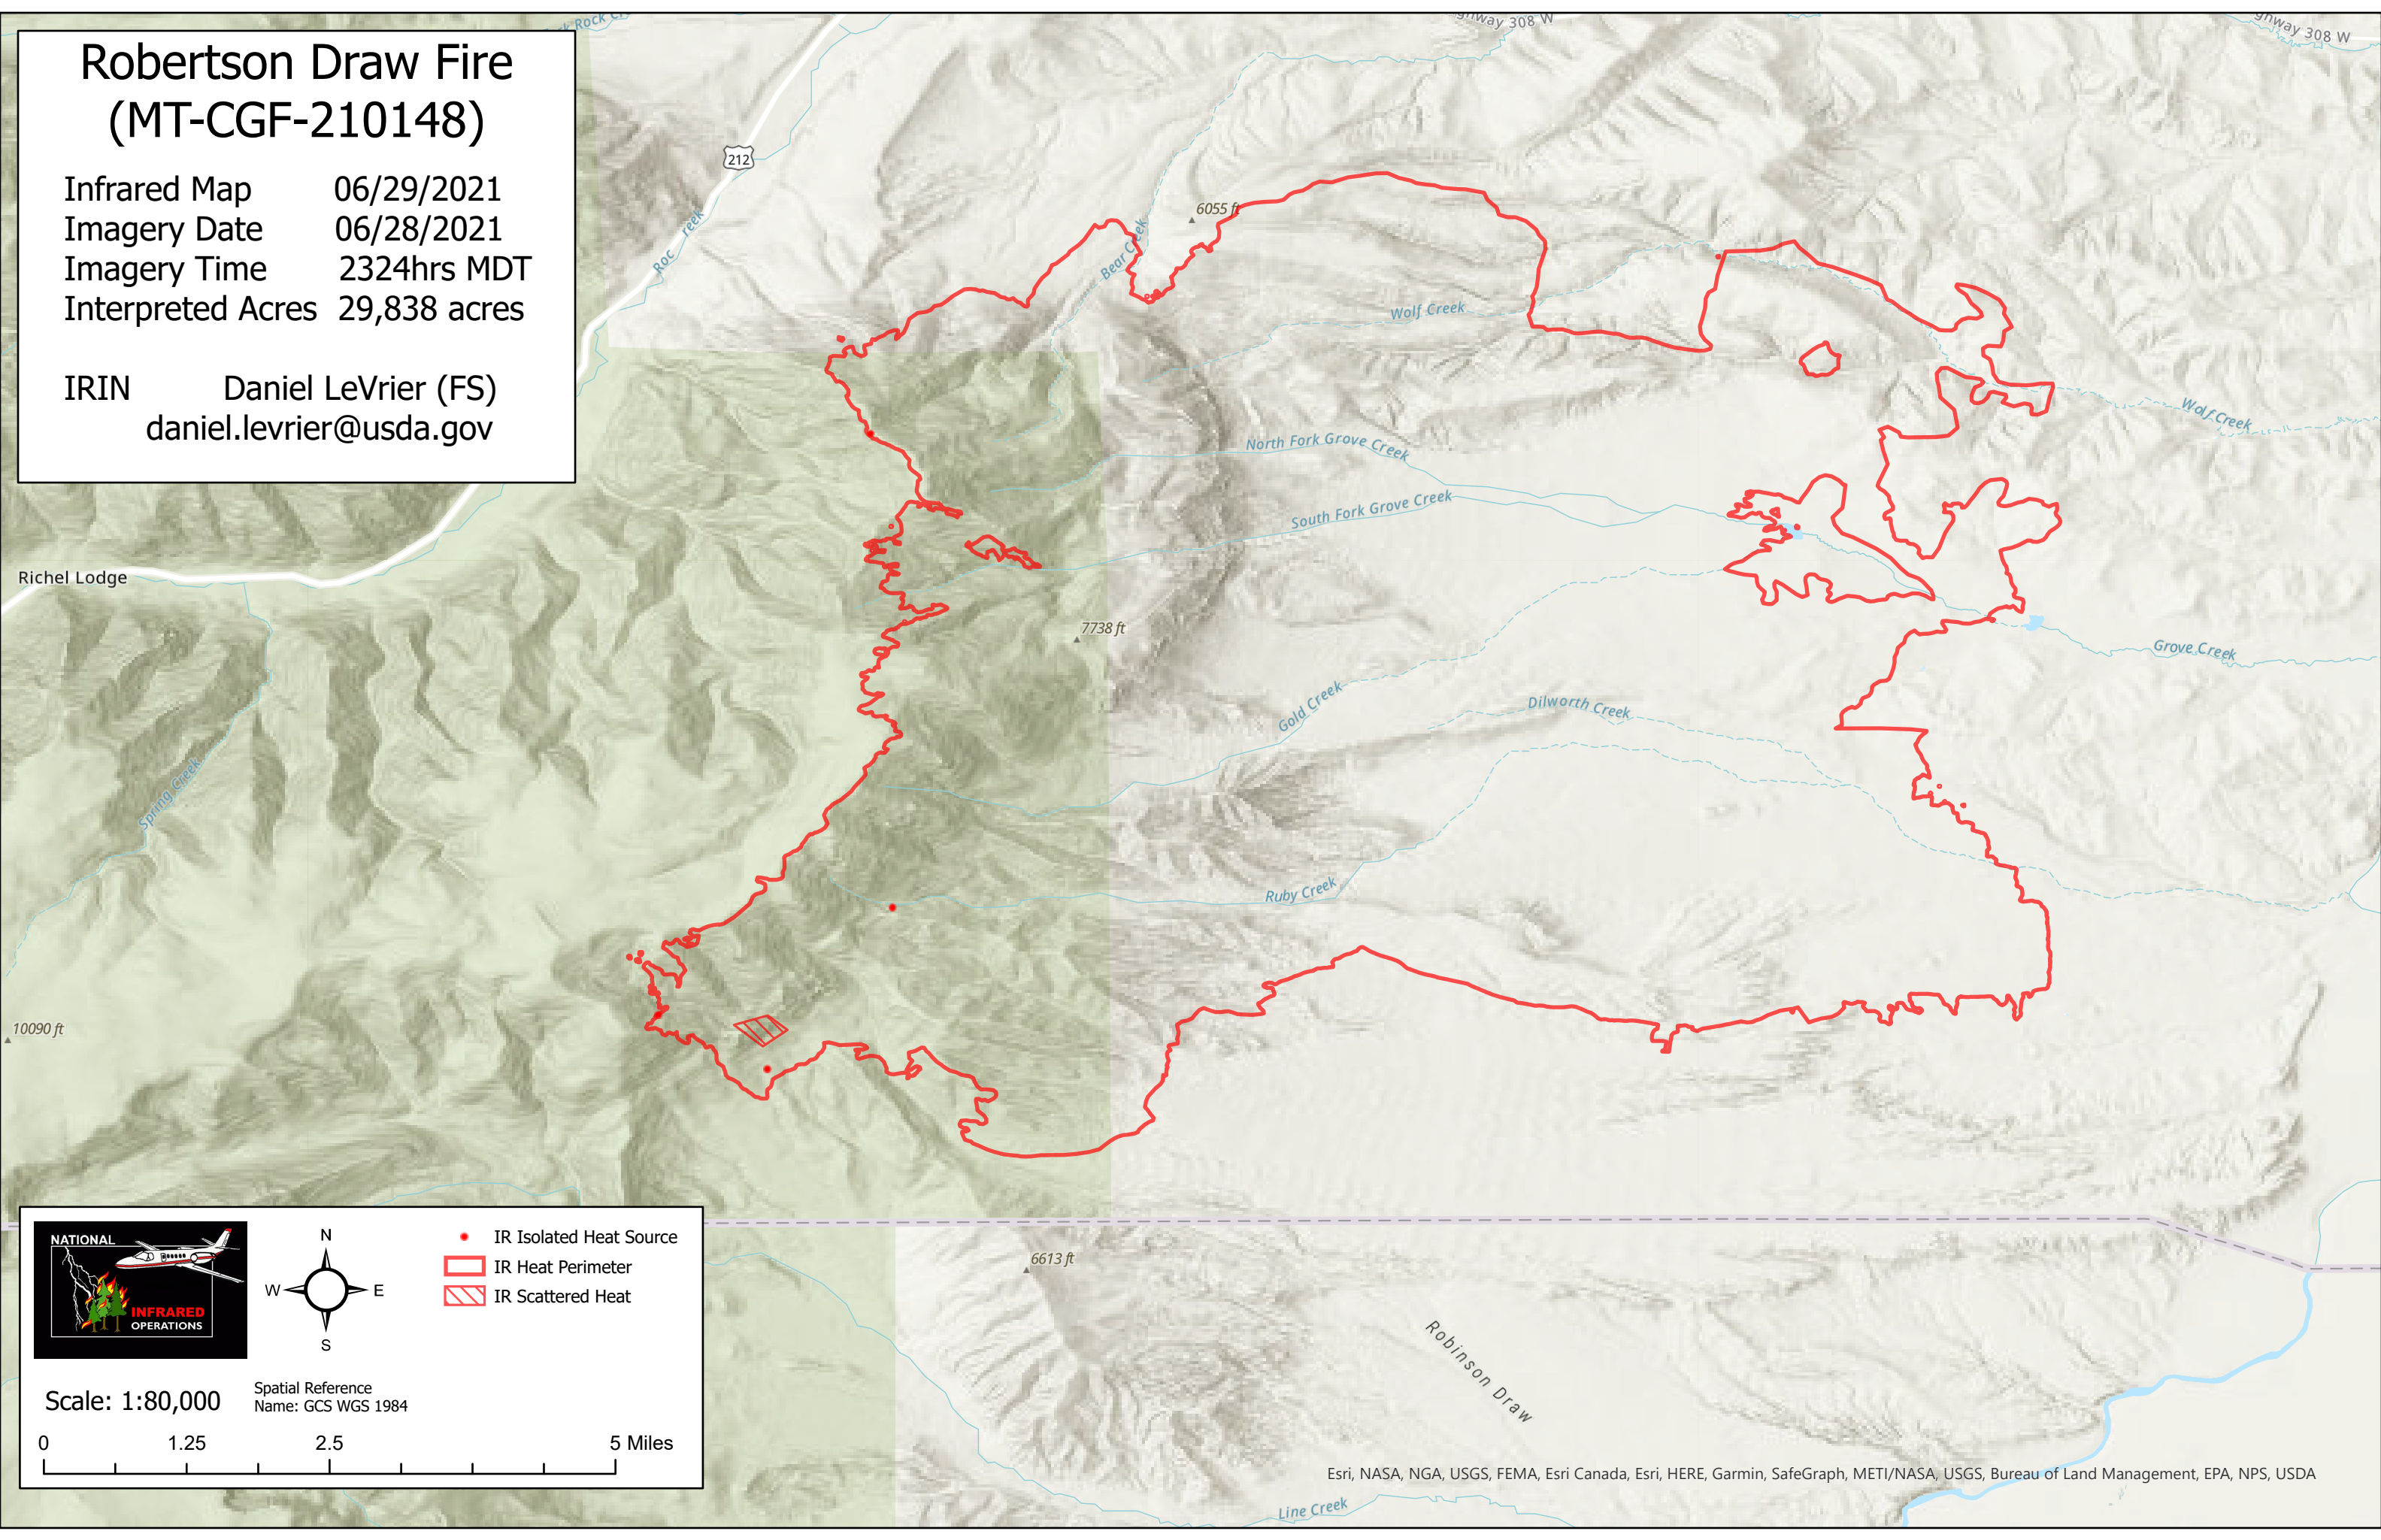 Robertson Draw Fire
(MT-CGF-210148)
Infrared Map 06/29/2021
Imagery Date 06/28/2021
Imagery Time 2324hrs MDT
Interpreted Acres 29,838 acres
IRIN Daniel LeVrier (FS)
daniel.levrier@usda.gov
Rock
ghway 308 W
ghway 308 W
212
6055 ft
Bear Creek
Wolf Creek
Wolf Creek
North Fork Grove Creek
South Fork Grove Creek
Richel Lodge
7738 ft
Grove Creek
Gold Creek
Dilworth Creek
Spring Creek
Ruby Creek
10090 ft
6613 ft
Robinson Draw
Line Creek
NATIONAL
INFRARED
OPERATIONS
N
W E
S
IR Isolated Heat Source
IR Heat Perimeter
IR Scattered Heat
Scale: 1:80,000
Spatial Reference
Name: GCS WGS 1984
0 1.25 2.5 5 Miles
Esri, NASA, NGA, USGS, FEMA, Esri Canada, Esri, HERE, Garmin, SafeGraph, METI/NASA, USGS, Bureau of Land Management, EPA, NPS, USDA